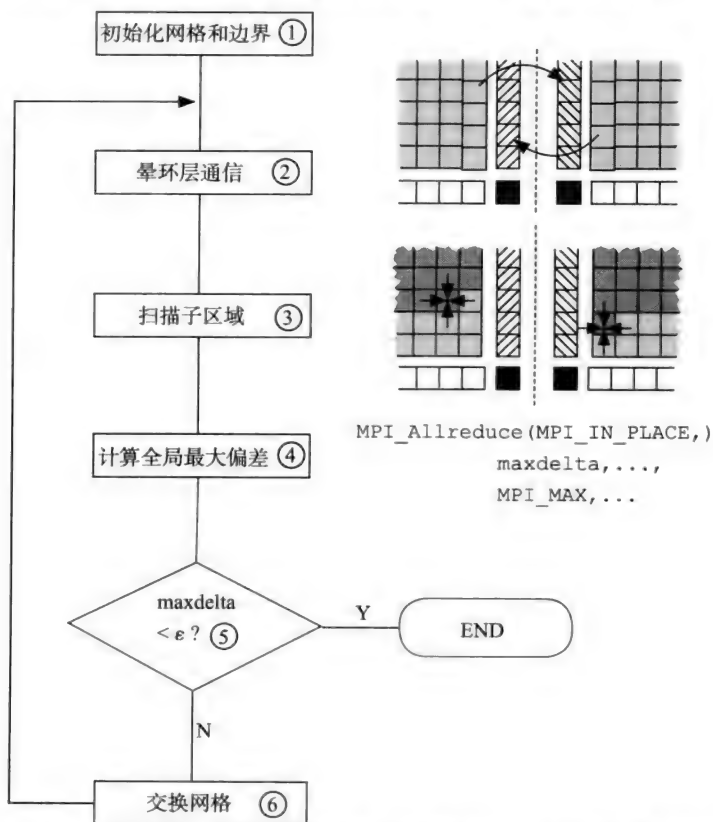 初始化网格和边界 ①
晕环层通信 ②
扫描子区域 ③
计算全局最大偏差 ④
MPI_Allreduce(MPI_IN_PLACE,)
maxdelta,...,
MPI_MAX,...
maxdelta
< ε ? ⑤
Y
END
N
交换网格 ⑥